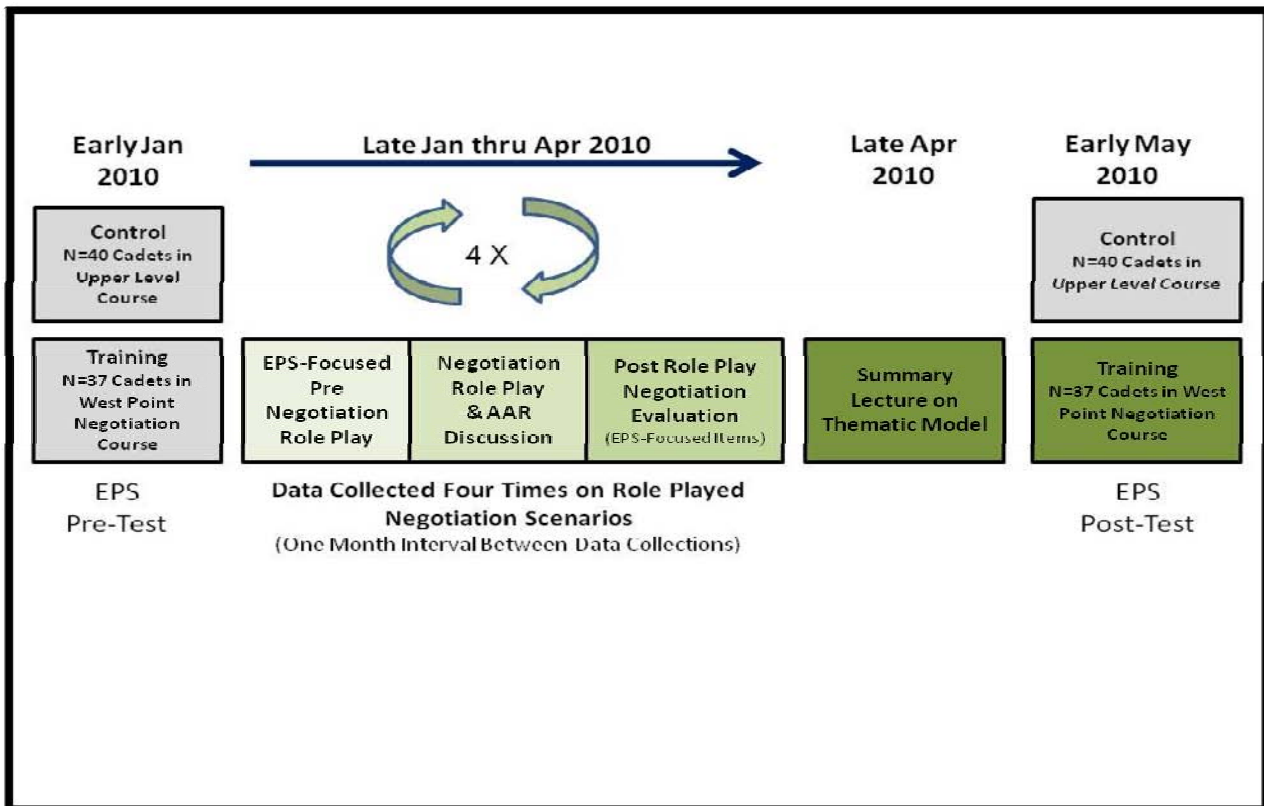 Early Jan
2010
Late Jan thru Apr 2010
Late Apr
2010
Early May
2010
Control
N=40 Cadets in
Upper Level
Course
4 X
Control
N=40 Cadets in
Upper Level Course
Training
N=37 Cadets in
West Point
Negotiation
Course
EPS-Focused
Pre
Negotiation
Role Play
Negotiation
Role Play
& AAR
Discussion
Post Role Play
Negotiation
Evaluation
(EPS-Focused Items)
Summary
Lecture on
Thematic Model
Training
N=37 Cadets in West
Point Negotiation
Course
EPS
Pre-Test
Data Collected Four Times on Role Played
Negotiation Scenarios
(One Month Interval Between Data Collections)
EPS
Post-Test